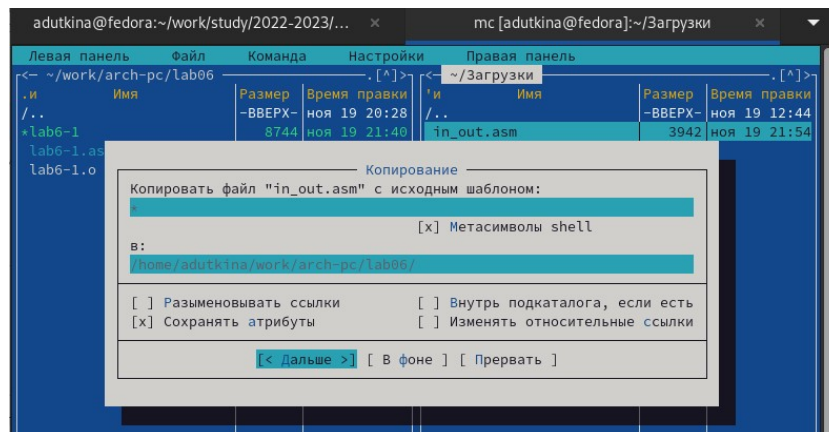 adutkina@fedora:~/work/study/2022-2023/... × mc [adutkina@fedora]:~/Загрузки ×
Левая панель Файл Команда Настройки Правая панель
<— ~/work/arch-pc/lab06 .[^]> <— ~/Загрузки .[^]>
.и Имя Размер Время правки 'и Имя Размер Время правки
/.. -ВВЕРХ- ноя 19 20:28 /.. -ВВЕРХ- ноя 19 12:44
*lab6-1 8744 ноя 19 21:40 in_out.asm 3942 ноя 19 21:54
lab6-1.as
lab6-1.o
Копирование
Копировать файл "in_out.asm" с исходным шаблоном:
*
[x] Метасимволы shell
в:
/home/adutkina/work/arch-pc/lab06/
[ ] Разыменовывать ссылки [ ] Внутрь подкаталога, если есть
[x] Сохранять атрибуты [ ] Изменять относительные ссылки
[< Дальше >] [ В фоне ] [ Прервать ]